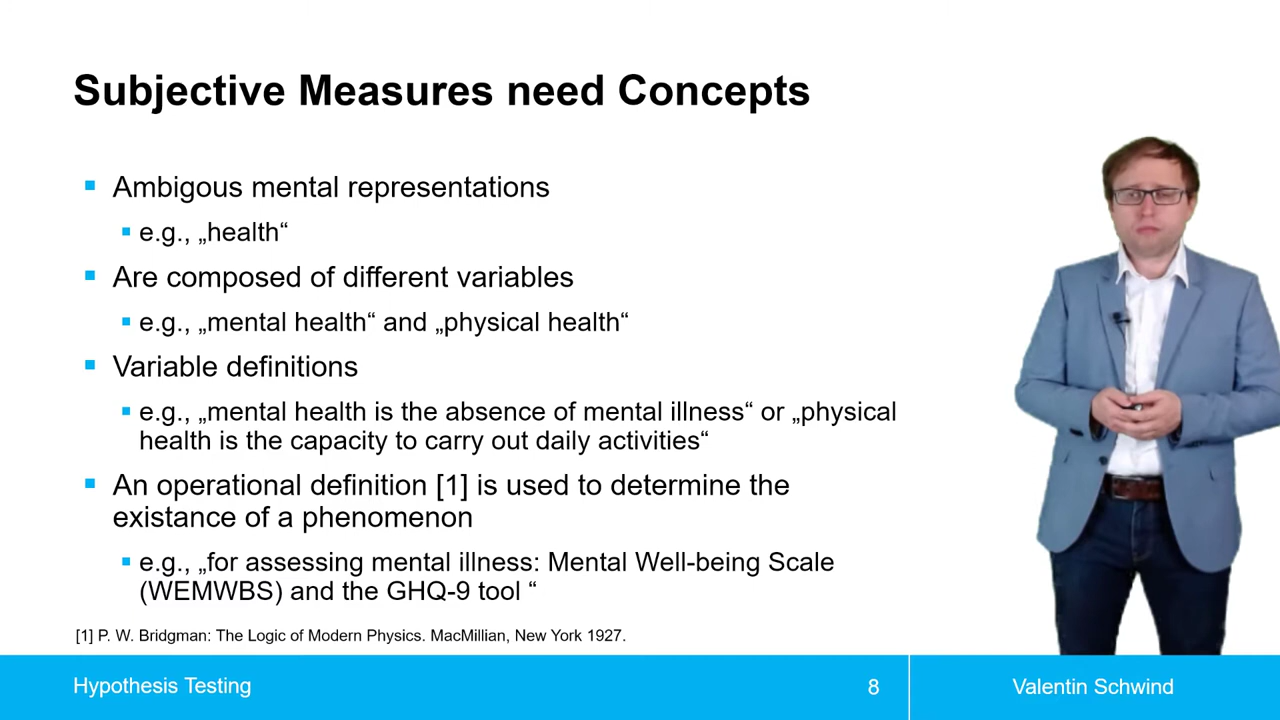 Subjective Measures need Concepts
Ambigous mental representations
e.g., „health“
Are composed of different variables
e.g., „mental health“ and „physical health“
Variable definitions
e.g., „mental health is the absence of mental illness“ or „physical
health is the capacity to carry out daily activities“
An operational definition [1] is used to determine the
existance of a phenomenon
e.g., „for assessing mental illness: Mental Well-being Scale
(WEMWBS) and the GHQ-9 tool “
[1] P. W. Bridgman: The Logic of Modern Physics. MacMillian, New York 1927.
Hypothesis Testing
8
Valentin Schwind